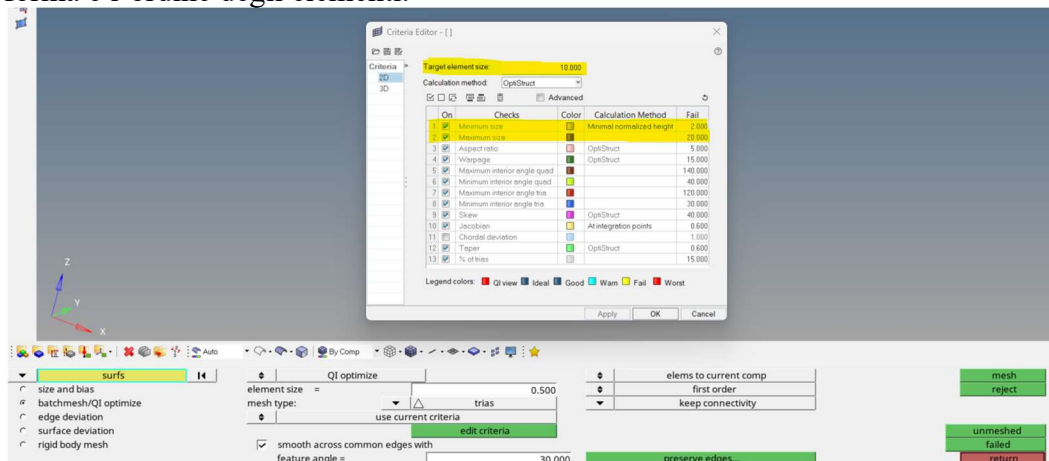 forma e l'ordine degli elementi.
Criteria Editor - [ ]
Criteria
2D
3D
Target element size: 10.000
Calculation method: OptiStruct
Advanced
On Checks Color Calculation Method Fail
1 Minimum size Minimal normalized height 2.000
2 Maximum size 20.000
3 Aspect ratio OptiStruct 5.000
4 Warpage OptiStruct 15.000
5 Maximum interior angle quad 140.000
6 Minimum interior angle quad 40.000
7 Maximum interior angle tria 120.000
8 Minimum interior angle tria 30.000
9 Skew OptiStruct 40.000
10 Jacobian At integration points 0.600
11 Chordal deviation 1.000
12 Taper OptiStruct 0.600
13 % of trias 15.000
Legend colors: QI view Ideal Good Warn Fail Worst
Apply OK Cancel
Z
Y
X
Auto By Comp
surfs QI optimize elems to current comp mesh
size and bias element size = 0.500 first order reject
batchmesh/QI optimize mesh type: trias keep connectivity
edge deviation use current criteria
surface deviation edit criteria unmeshed
rigid body mesh smooth across common edges with failed
feature angle = 30.000 preserve edges... return